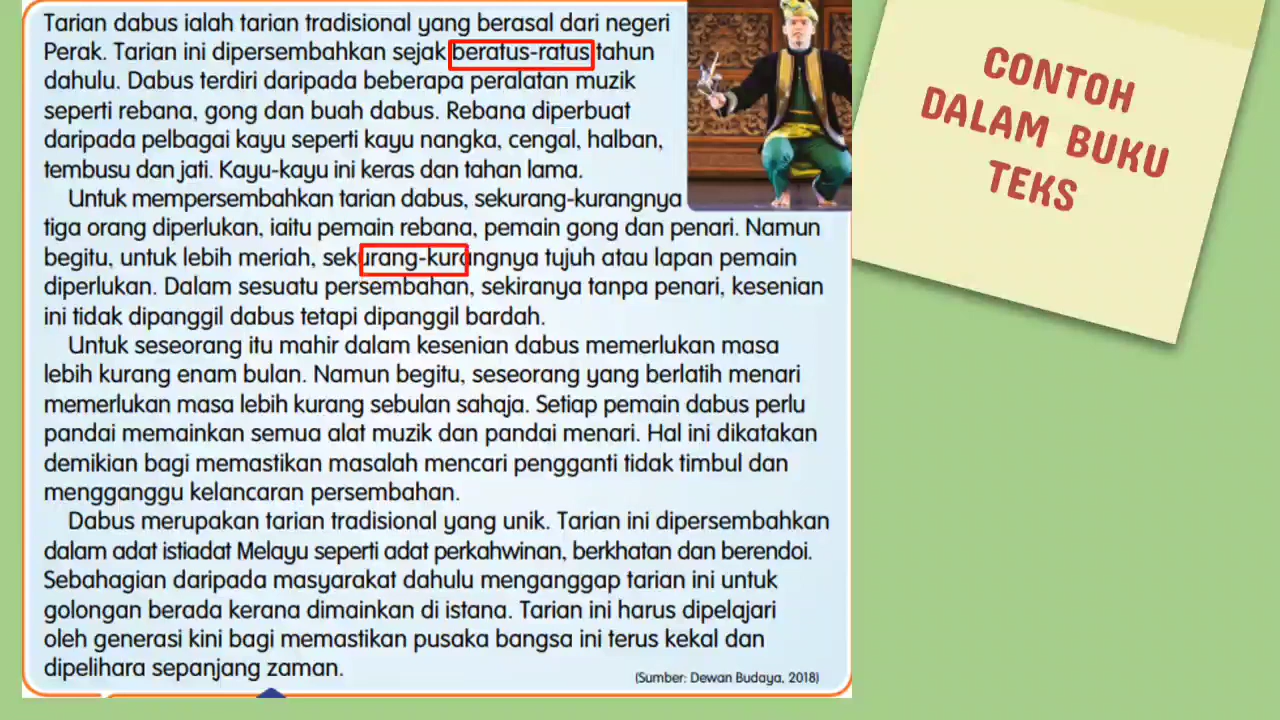 Tarian dabus ialah tarian tradisional yang berasal dari negeri
Perak. Tarian ini dipersembahkan sejak beratus-ratus tahun
dahulu. Dabus terdiri daripada beberapa peralatan muzik
seperti rebana, gong dan buah dabus. Rebana diperbuat
daripada pelbagai kayu seperti kayu nangka, cengal, halban,
tembusu dan jati. Kayu-kayu ini keras dan tahan lama.
Untuk mempersembahkan tarian dabus, sekurang-kurangnya
tiga orang diperlukan, iaitu pemain rebana, pemain gong dan penari. Namun
begitu, untuk lebih meriah, sekurang-kurangnya tujuh atau lapan pemain
diperlukan. Dalam sesuatu persembahan, sekiranya tanpa penari, kesenian
ini tidak dipanggil dabus tetapi dipanggil bardah.
Untuk seseorang itu mahir dalam kesenian dabus memerlukan masa
lebih kurang enam bulan. Namun begitu, seseorang yang berlatih menari
memerlukan masa lebih kurang sebulan sahaja. Setiap pemain dabus perlu
pandai memainkan semua alat muzik dan pandai menari. Hal ini dikatakan
demikian bagi memastikan masalah mencari pengganti tidak timbul dan
mengganggu kelancaran persembahan.
Dabus merupakan tarian tradisional yang unik. Tarian ini dipersembahkan
dalam adat istiadat Melayu seperti adat perkahwinan, berkhatan dan berendoi.
Sebahagian daripada masyarakat dahulu menganggap tarian ini untuk
golongan berada kerana dimainkan di istana. Tarian ini harus dipelajari
oleh generasi kini bagi memastikan pusaka bangsa ini terus kekal dan
dipelihara sepanjang zaman.
(Sumber: Dewan Budaya, 2018)
CONTOH
DALAM BUKU
TEKS